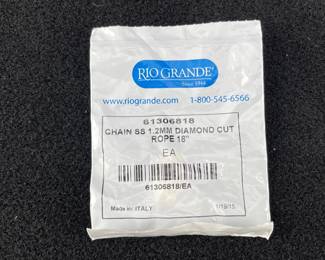 RIO GRANDE®
Since 1944
www.riogrande.com 1-800-545-6566
61306818
CHAIN SS 1.2MM DIAMOND CUT
ROPE 18"
EA
61306818/EA
Made in: ITALY